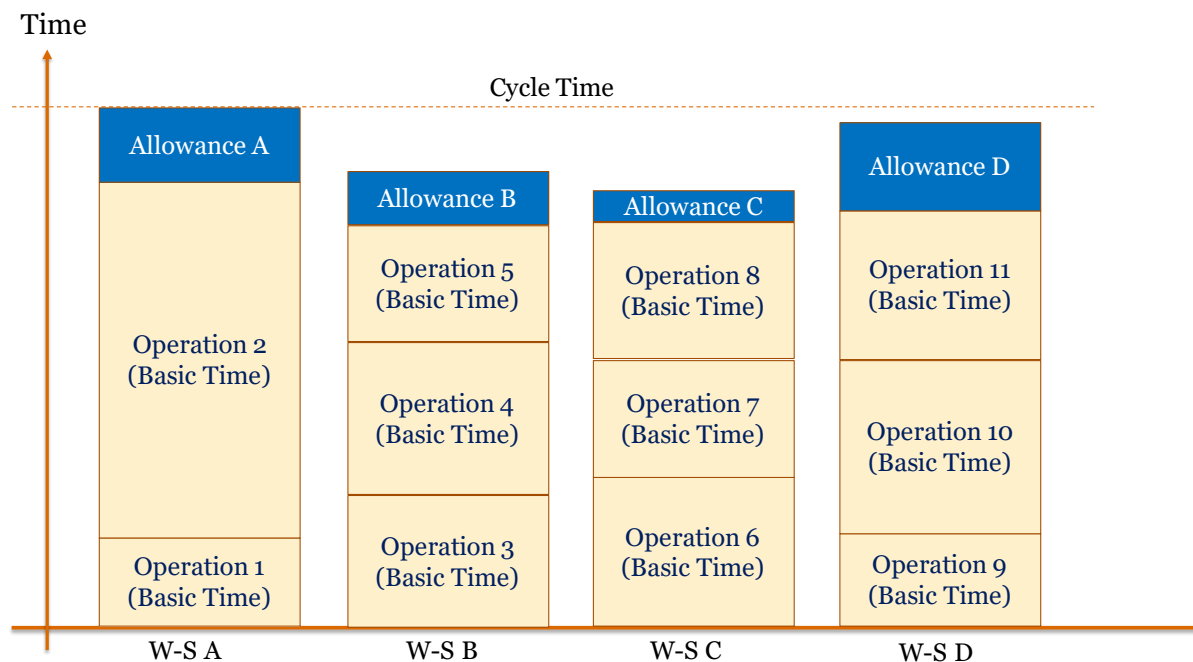 Time
Cycle Time
Allowance A
Operation 2
(Basic Time)
Operation 1
(Basic Time)
W-S A
Allowance B
Operation 5
(Basic Time)
Operation 4
(Basic Time)
Operation 3
(Basic Time)
W-S B
Allowance C
Operation 8
(Basic Time)
Operation 7
(Basic Time)
Operation 6
(Basic Time)
W-S C
Allowance D
Operation 11
(Basic Time)
Operation 10
(Basic Time)
Operation 9
(Basic Time)
W-S D